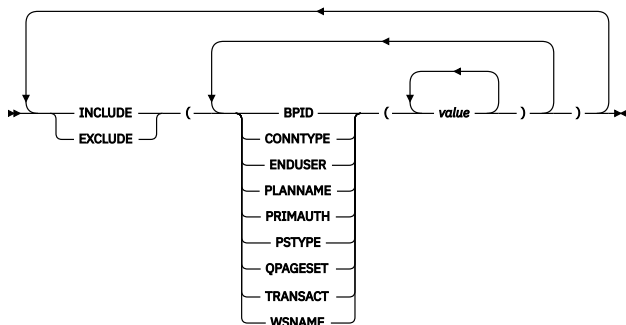 INCLUDE ( BPID ( value ) )
EXCLUDE
CONNTYPE
ENDUSER
PLANNAME
PRIMAUTH
PSTYPE
QPAGESET
TRANSACT
WSNAME